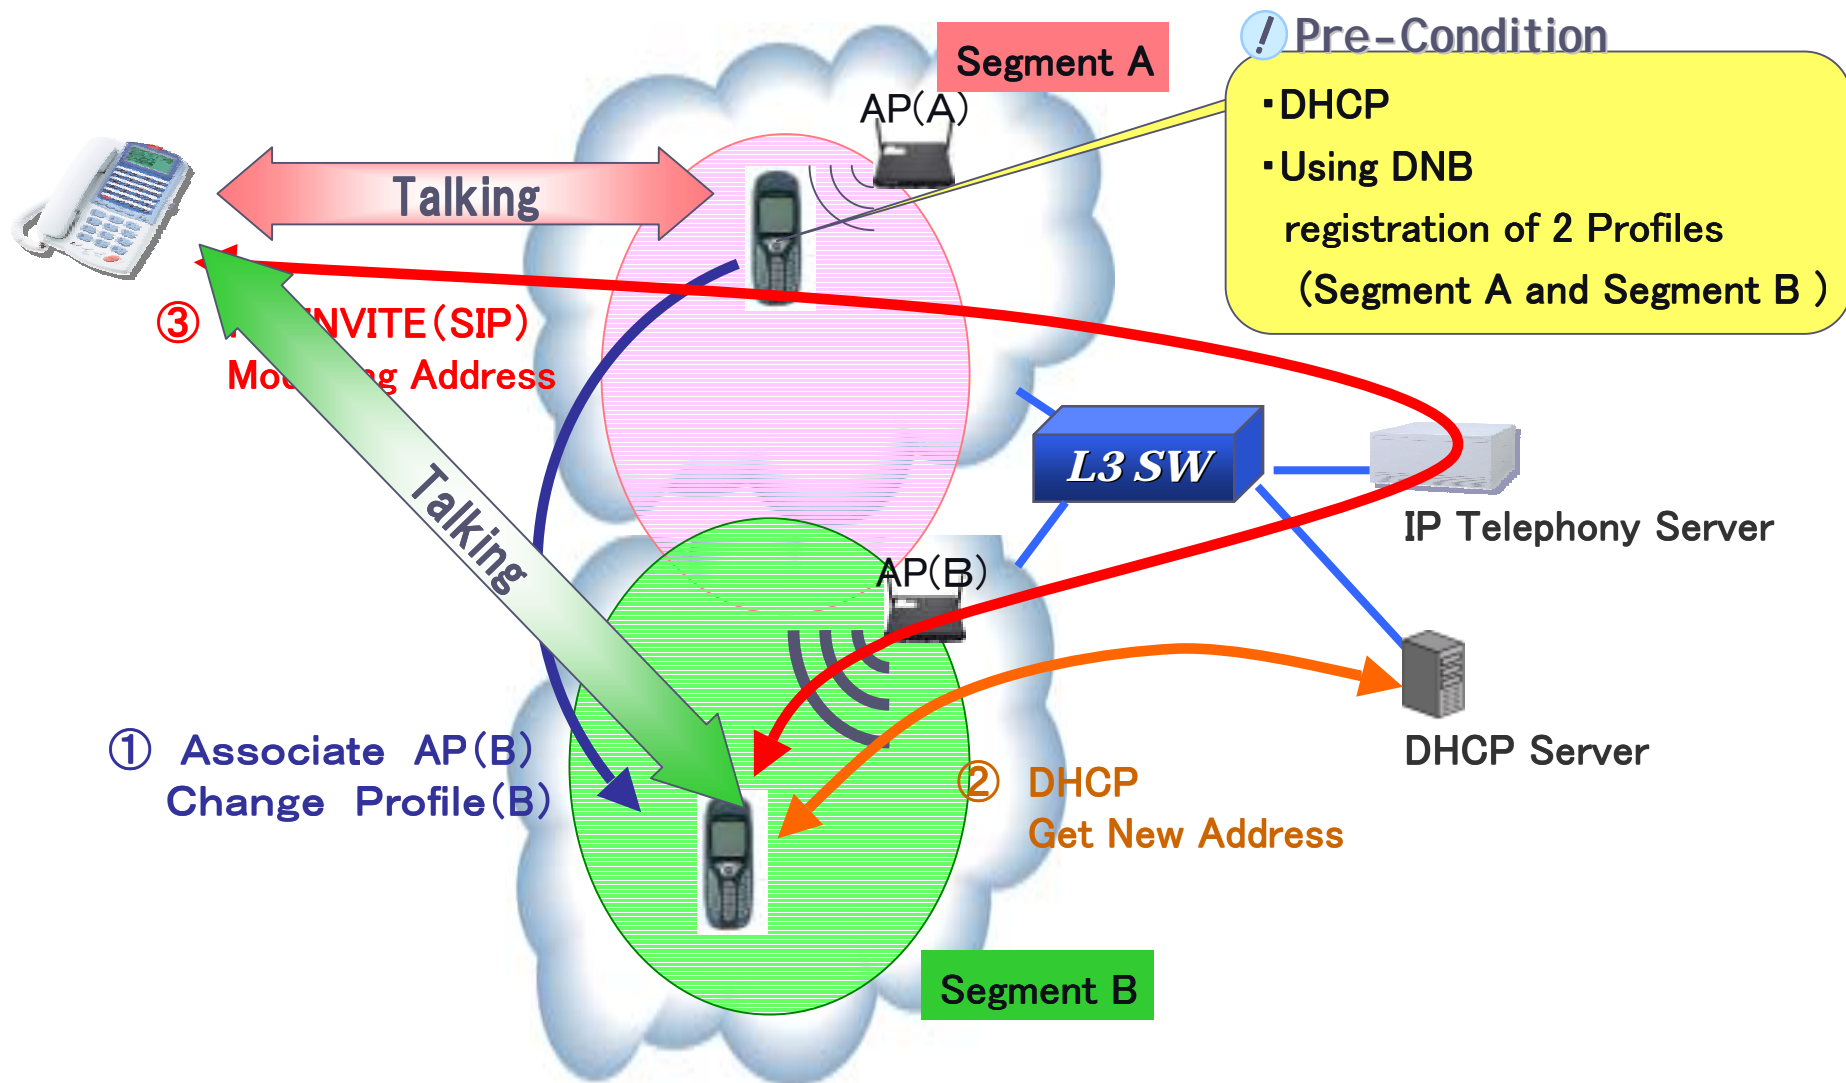 Segment A
Pre-Condition
・DHCP
・Using DNB
registration of 2 Profiles
(Segment A and Segment B )
AP(A)
Talking
③ INVITE(SIP)
Address
L3 SW
IP Telephony Server
Talking
AP(B)
① Associate AP(B)
Change Profile(B)
② DHCP
Get New Address
DHCP Server
Segment B